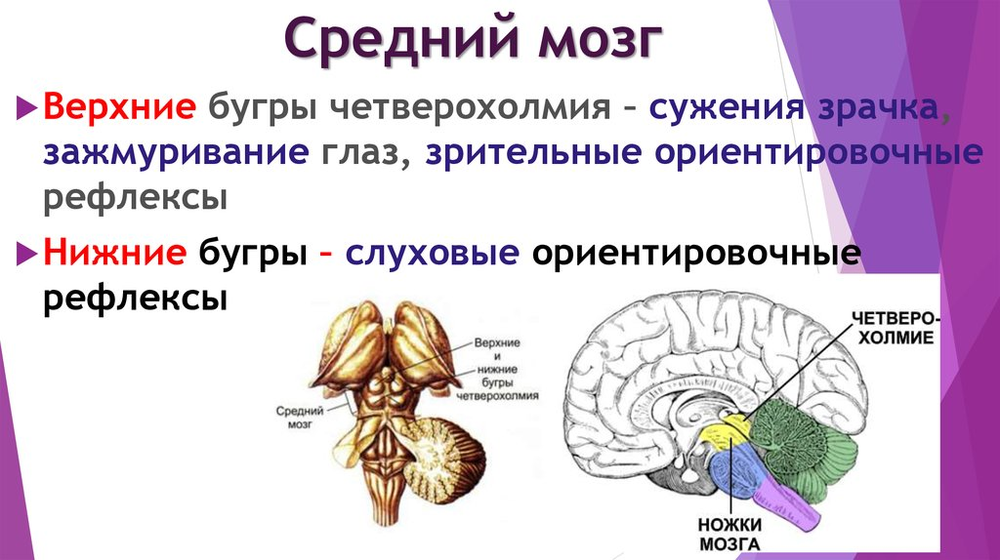 Средний мозг
Верхние бугры четверохолмия – сужения зрачка,
зажмуривание глаз, зрительные ориентировочные
рефлексы
Нижние бугры – слуховые ориентировочные
рефлексы
Верхние
и
нижние
бугры
четверохолмия
Средний
мозг
ЧЕТВЕРО-
ХОЛМИЕ
НОЖКИ
МОЗГА